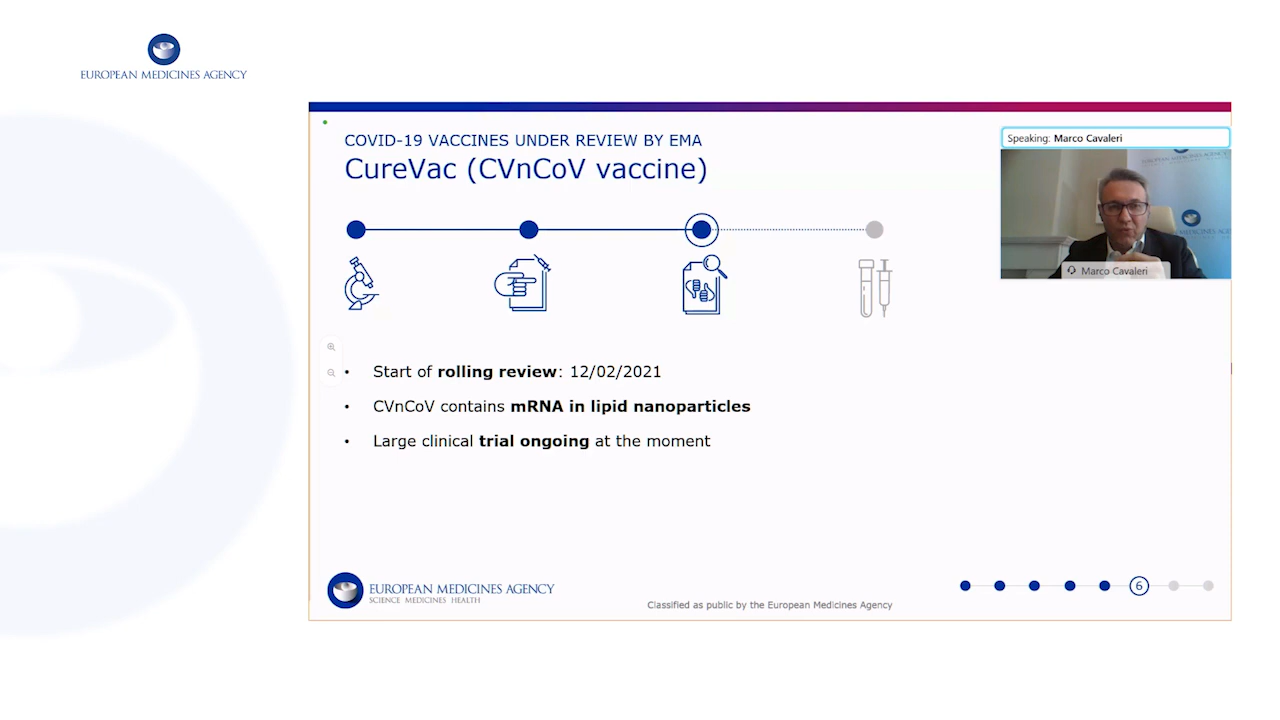 EUROPEAN MEDICINES AGENCY
COVID-19 VACCINES UNDER REVIEW BY EMA
CureVac (CVnCoV vaccine)
Speaking: Marco Cavaleri
Marco Cavaleri
• Start of rolling review: 12/02/2021
• CVnCoV contains mRNA in lipid nanoparticles
• Large clinical trial ongoing at the moment
EUROPEAN MEDICINES AGENCY
SCIENCE MEDICINES HEALTH
Classified as public by the European Medicines Agency
6